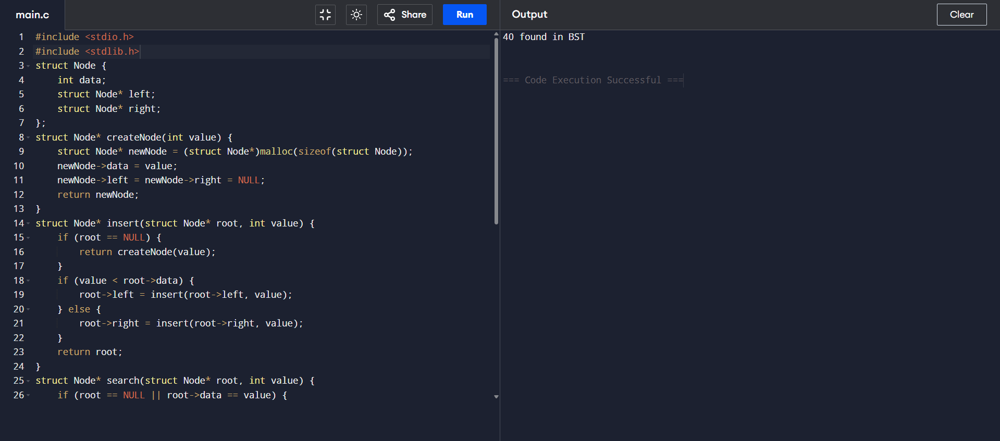 main.c
Share
Run
Output
Clear
1 #include <stdio.h>
2 #include <stdlib.h>
3 struct Node {
4     int data;
5     struct Node* left;
6     struct Node* right;
7 };
8 struct Node* createNode(int value) {
9     struct Node* newNode = (struct Node*)malloc(sizeof(struct Node));
10     newNode->data = value;
11     newNode->left = newNode->right = NULL;
12     return newNode;
13 }
14 struct Node* insert(struct Node* root, int value) {
15     if (root == NULL) {
16         return createNode(value);
17     }
18     if (value < root->data) {
19         root->left = insert(root->left, value);
20     } else {
21         root->right = insert(root->right, value);
22     }
23     return root;
24 }
25 struct Node* search(struct Node* root, int value) {
26     if (root == NULL || root->data == value) {
40 found in BST
=== Code Execution Successful ===